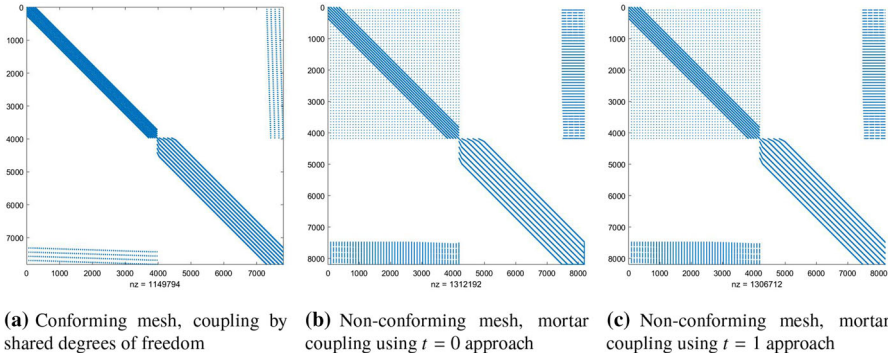 0
1000
2000
3000
4000
5000
6000
7000
0 1000 2000 3000 4000 5000 6000 7000
nz = 1149794
0
1000
2000
3000
4000
5000
6000
7000
8000
0 1000 2000 3000 4000 5000 6000 7000 8000
nz = 1312192
0
1000
2000
3000
4000
5000
6000
7000
8000
0 1000 2000 3000 4000 5000 6000 7000 8000
nz = 1306712
(a) Conforming mesh, coupling by
shared degrees of freedom
(b) Non-conforming mesh, mortar
coupling using t = 0 approach
(c) Non-conforming mesh, mortar
coupling using t = 1 approach